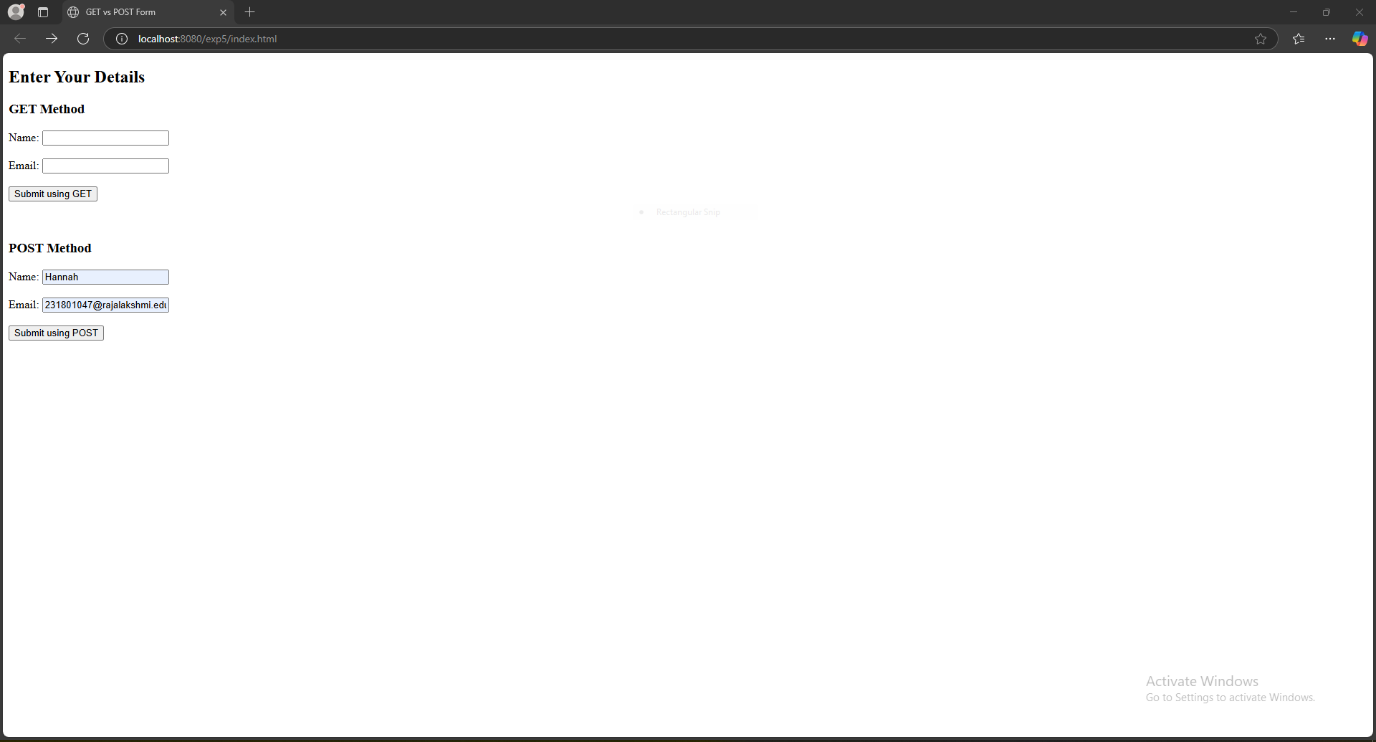 GET vs POST Form
localhost:8080/exp5/index.html
Enter Your Details
GET Method
Name:
Email:
Submit using GET
Rectangular Snip
POST Method
Name: Hannah
Email: 231801047@rajalakshmi.edu
Submit using POST
Activate Windows
Go to Settings to activate Windows.